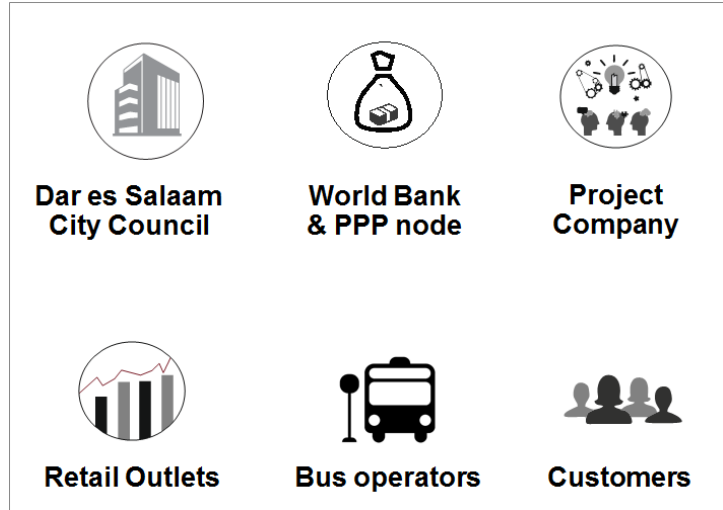 Dar es Salaam
City Council
World Bank
& PPP node
Project
Company
Retail Outlets
Bus operators
Customers